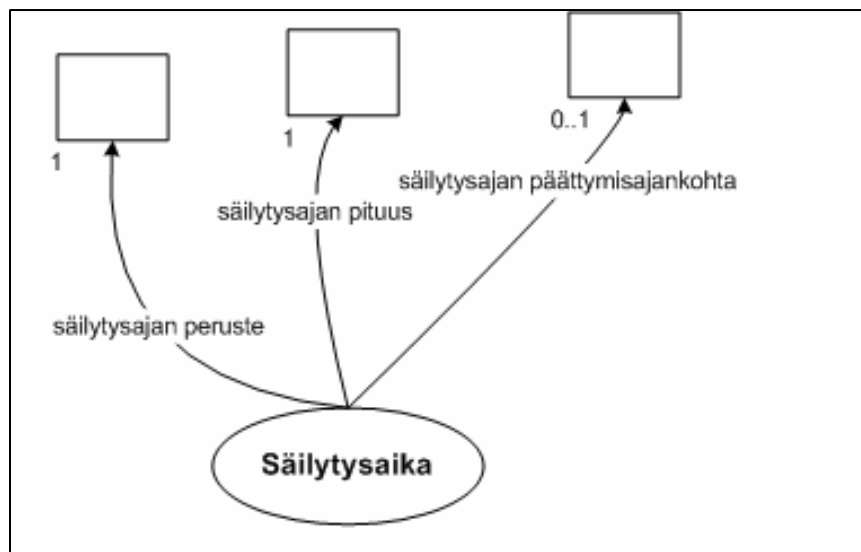 1
1
0..1
säilytysajan päättymisajankohta
säilytysajan pituus
säilytysajan peruste
Säilytysaika